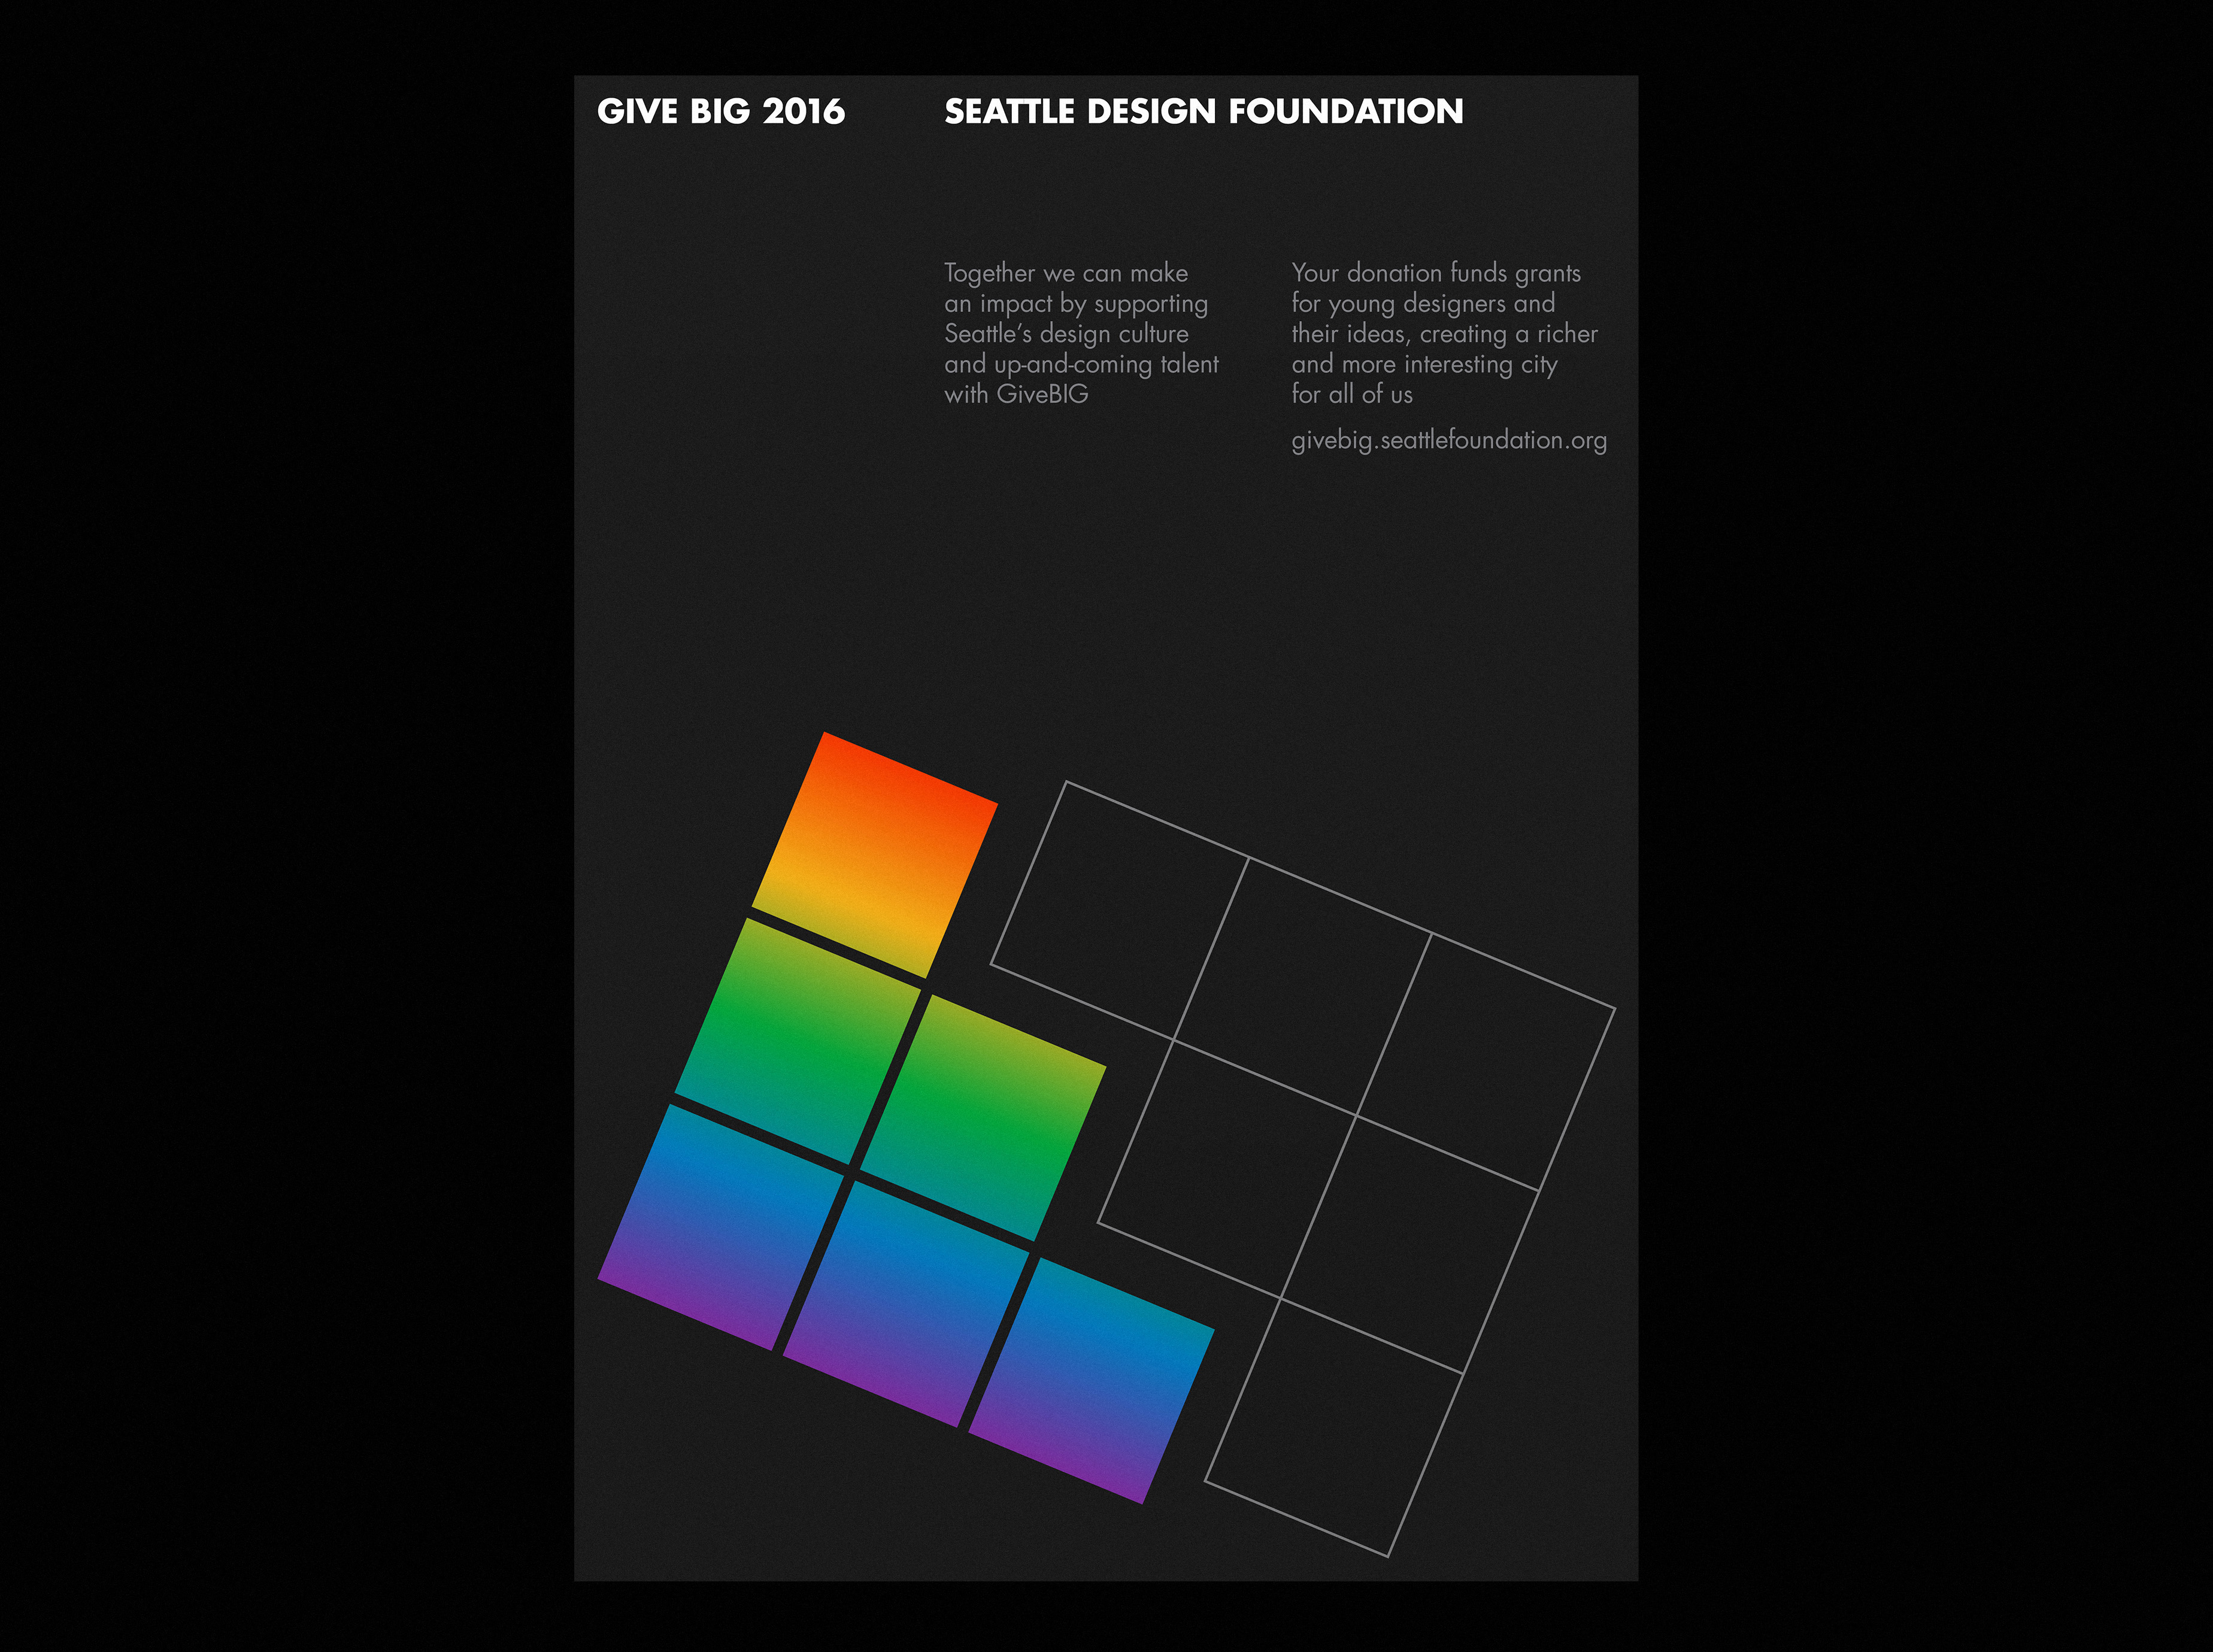 GIVE BIG 2016
SEATTLE DESIGN FOUNDATION
Together we can make
an impact by supporting
Seattle’s design culture
and up-and-coming talent
with GiveBIG
Your donation funds grants
for young designers and
their ideas, creating a richer
and more interesting city
for all of us
givebig.seattlefoundation.org